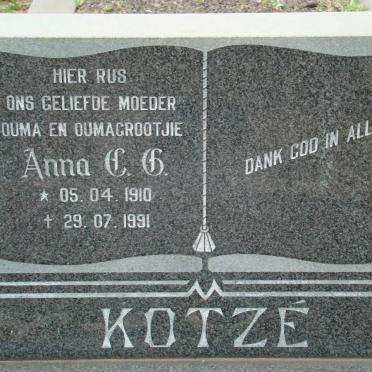 HIER RUS
ONS GELIEFDE MOEDER
OUMA EN OUMAGROOTJIE
Anna C. G.
* 05. 04. 1910
† 29. 07. 1991
DANK GOD IN ALL
KOTZÉ